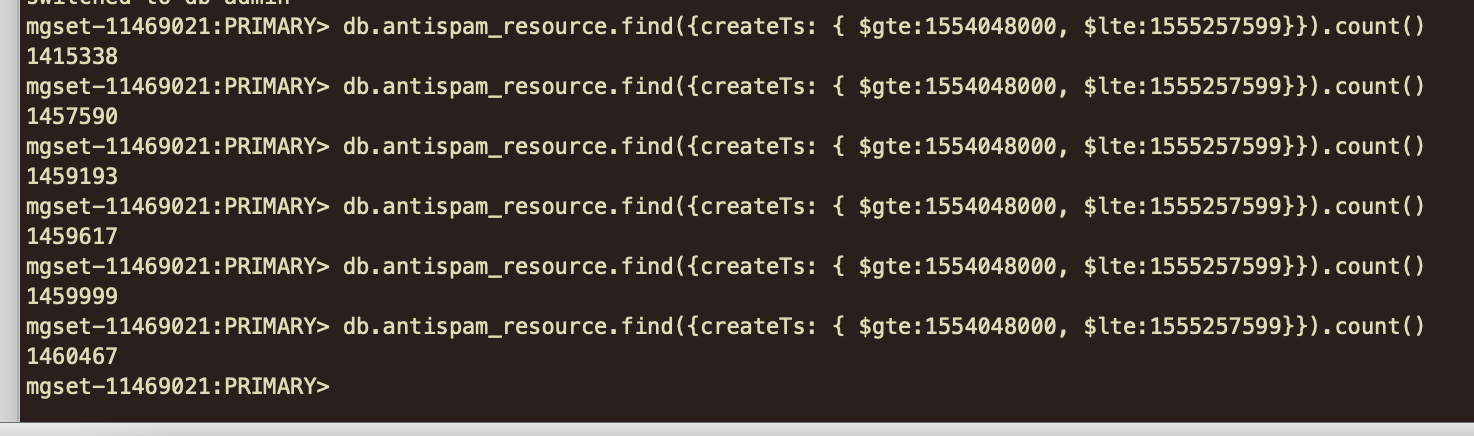 switched to db admin
mgset-11469021:PRIMARY> db.antispam_resource.find({createTs: { $gte:1554048000, $lte:1555257599}}).count()
1415338
mgset-11469021:PRIMARY> db.antispam_resource.find({createTs: { $gte:1554048000, $lte:1555257599}}).count()
1457590
mgset-11469021:PRIMARY> db.antispam_resource.find({createTs: { $gte:1554048000, $lte:1555257599}}).count()
1459193
mgset-11469021:PRIMARY> db.antispam_resource.find({createTs: { $gte:1554048000, $lte:1555257599}}).count()
1459617
mgset-11469021:PRIMARY> db.antispam_resource.find({createTs: { $gte:1554048000, $lte:1555257599}}).count()
1459999
mgset-11469021:PRIMARY> db.antispam_resource.find({createTs: { $gte:1554048000, $lte:1555257599}}).count()
1460467
mgset-11469021:PRIMARY>